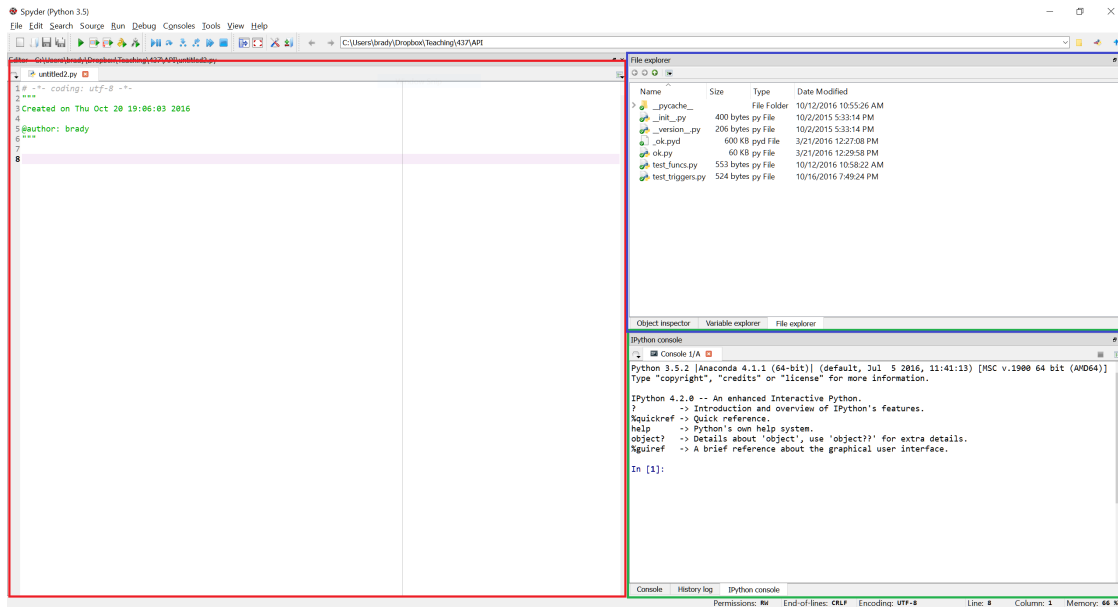 Spyder (Python 3.5)
File Edit Search Source Run Debug Consoles Tools View Help
C:\Users\brady\Dropbox\Teaching\437\API
Editor - C:\Users\brady\Dropbox\Teaching\437\API\untitled2.py
untitled2.py
1 # -*- coding: utf-8 -*-
2 """
3 Created on Thu Oct 20 19:06:03 2016
4
5 @author: brady
6 """
7
8
File explorer
Name Size Type Date Modified
__pycache__ File Folder 10/12/2016 10:55:26 AM
__init__.py 400 bytes py File 10/2/2015 5:33:14 PM
__version__.py 206 bytes py File 10/2/2015 5:33:14 PM
_ok.pyd 600 KB pyd File 3/21/2016 12:27:08 PM
ok.py 60 KB py File 3/21/2016 12:29:58 PM
test_funcs.py 553 bytes py File 10/12/2016 10:58:22 AM
test_triggers.py 524 bytes py File 10/16/2016 7:49:24 PM
Object inspector Variable explorer File explorer
IPython console
Console 1/A
Python 3.5.2 |Anaconda 4.1.1 (64-bit)| (default, Jul  5 2016, 11:41:13) [MSC v.1900 64 bit (AMD64)]
Type "copyright", "credits" or "license" for more information.
IPython 4.2.0 -- An enhanced Interactive Python.
?         -> Introduction and overview of IPython's features.
%quickref -> Quick reference.
help      -> Python's own help system.
object?   -> Details about 'object', use 'object??' for extra details.
%guiref   -> A brief reference about the graphical user interface.
In [1]:
Console History log IPython console
Permissions: RW End-of-lines: CRLF Encoding: UTF-8 Line: 8 Column: 1 Memory: 66 %